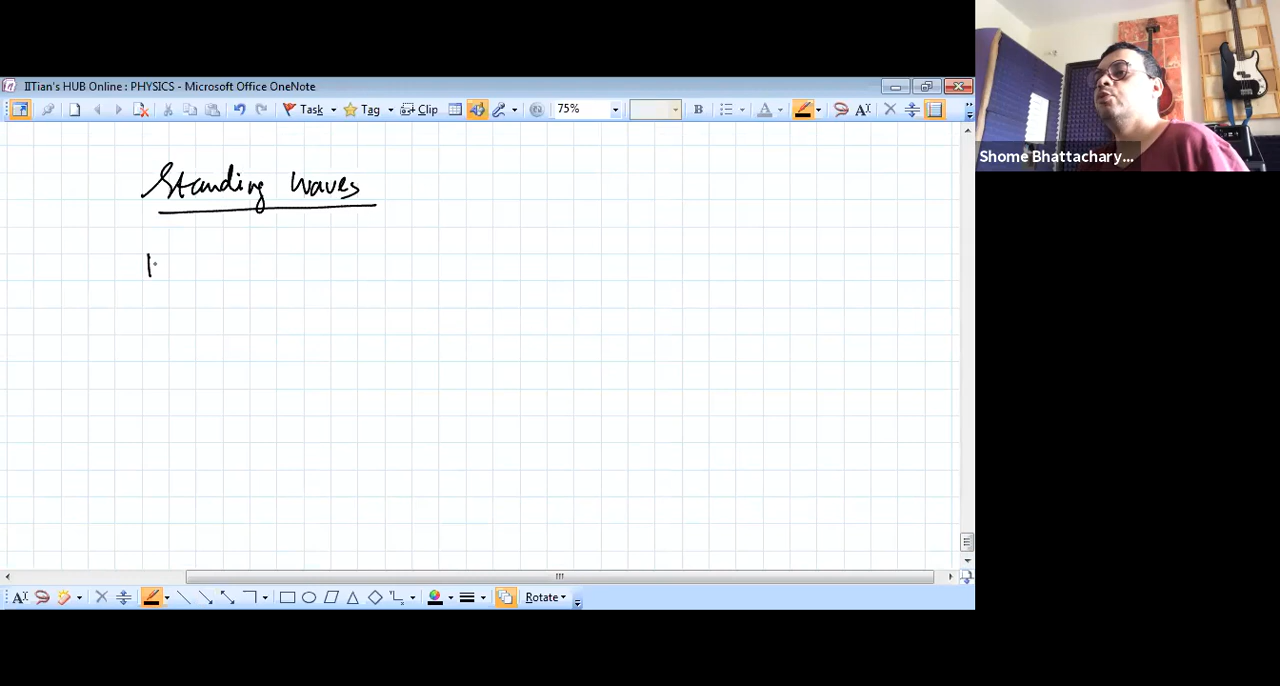 IITian's HUB Online : PHYSICS - Microsoft Office OneNote
Task Tag Clip 75% B A A
Shome Bhattachary...
Standing Waves
A Rotate